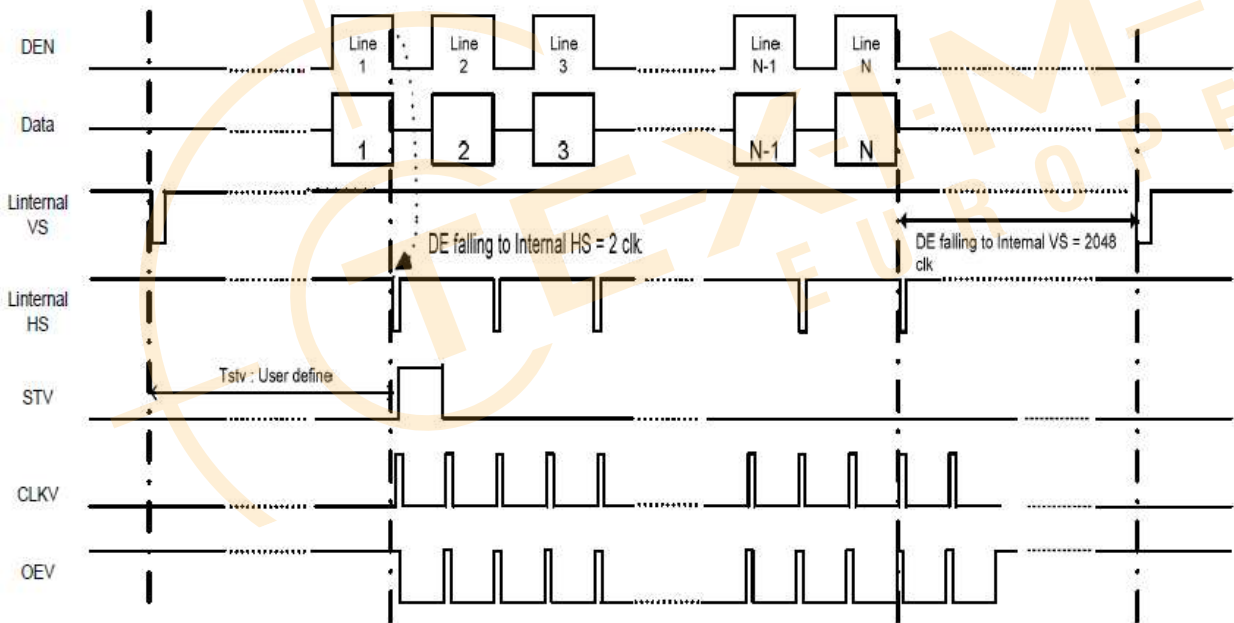 DEN
Line 1
Line 2
Line 3
Line N-1
Line N
Data
1
2
3
N-1
N
Linternal VS
DE falling to Internal HS = 2 clk
DE falling to Internal VS = 2048
clk
Linternal HS
Tstv : User define
STV
CLKV
OEV
TEXIM
EUROPE